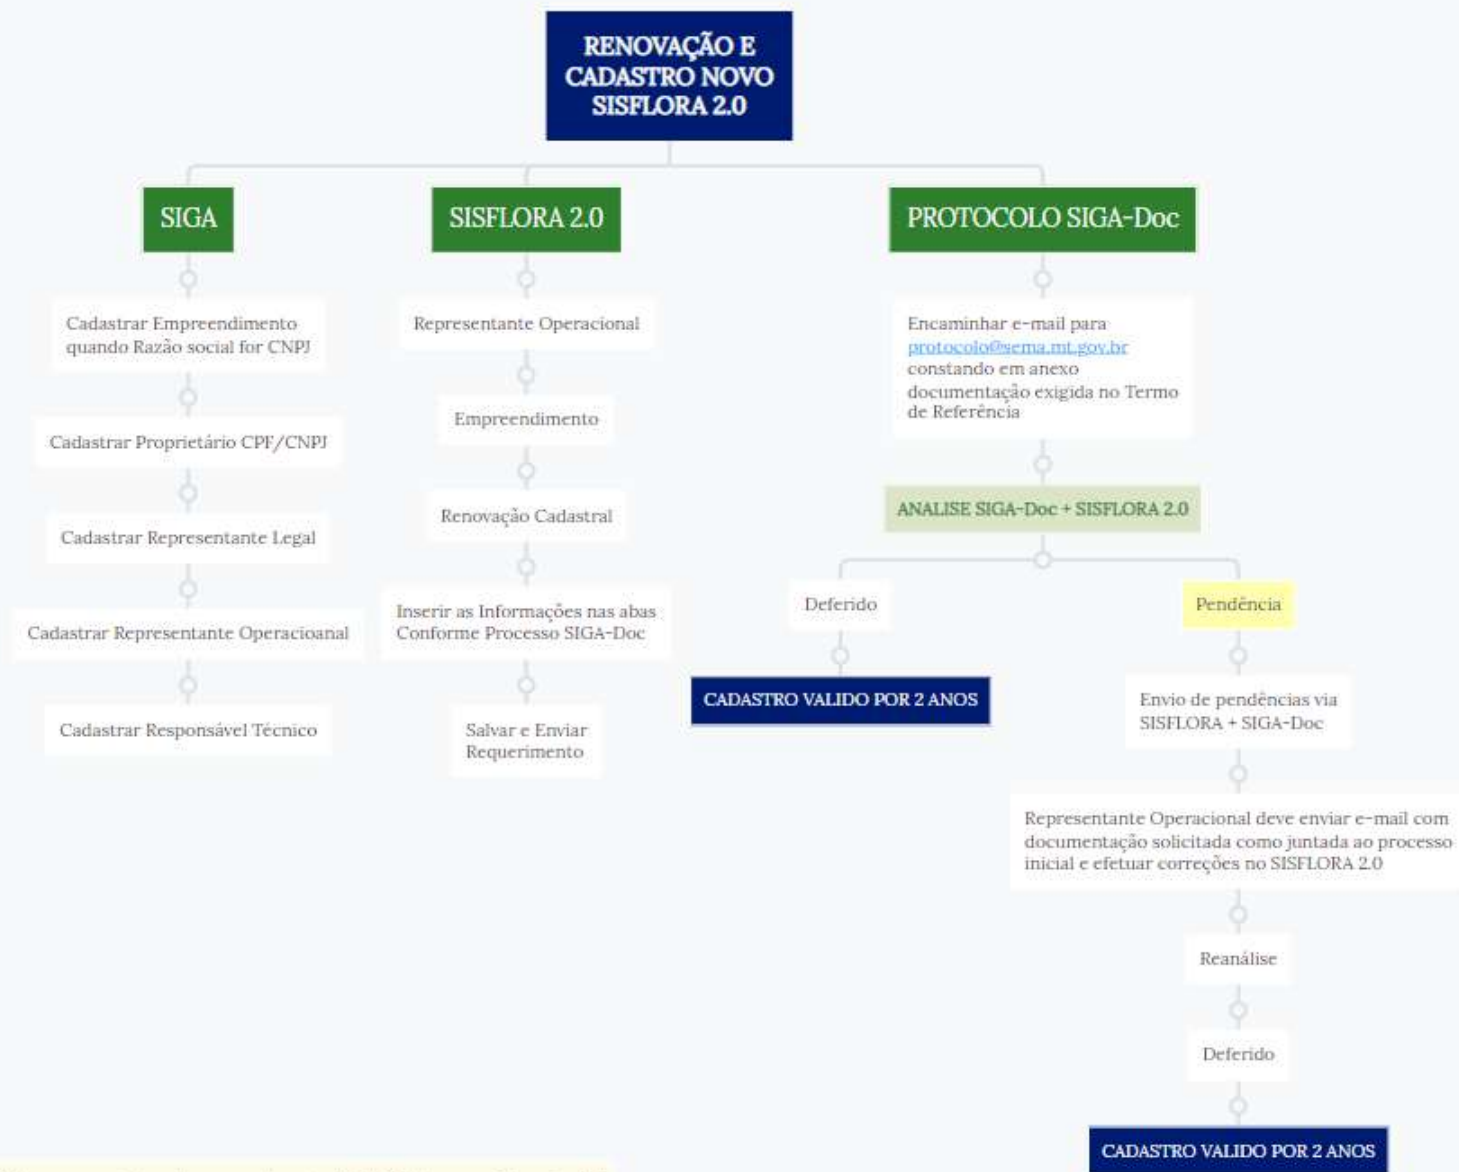 RENOVAÇÃO E
CADASTRO NOVO
SISFLORA 2.0
SIGA
Cadastrar Empreendimento
quando Razão social for CNPJ
Cadastrar Proprietário CPF/CNPJ
Cadastrar Representante Legal
Cadastrar Representante Operacioanal
Cadastrar Responsável Técnico
SISFLORA 2.0
Representante Operacional
Empreendimento
Renovação Cadastral
Inserir as Informações nas abas
Conforme Processo SIGA-Doc
Salvar e Enviar
Requerimento
PROTOCOLO SIGA-Doc
Encaminhar e-mail para
protocolo@sema.mt.gov.br
constando em anexo
documentação exigida no Termo
de Referência
ANALISE SIGA-Doc + SISFLORA 2.0
Deferido
CADASTRO VALIDO POR 2 ANOS
Pendência
Envio de pendências via
SISFLORA + SIGA-Doc
Representante Operacional deve enviar e-mail com
documentação solicitada como juntada ao processo
inicial e efetuar correções no SISFLORA 2.0
Reanálise
Deferido
CADASTRO VALIDO POR 2 ANOS